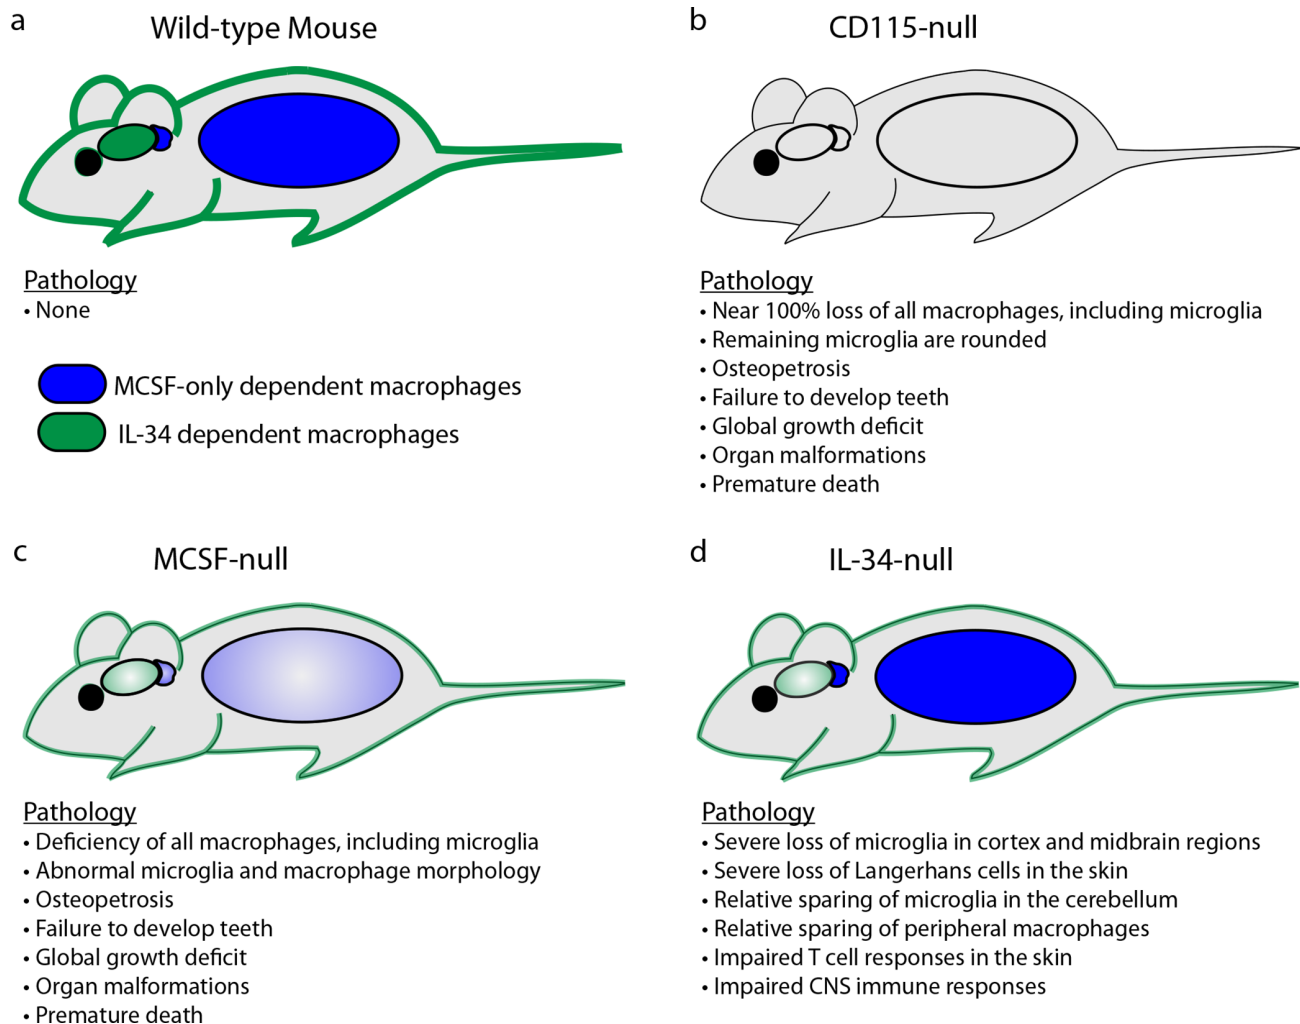 a
Wild-type Mouse
Pathology
• None
MCSF-only dependent macrophages
IL-34 dependent macrophages
b
CD115-null
Pathology
• Near 100% loss of all macrophages, including microglia
• Remaining microglia are rounded
• Osteopetrosis
• Failure to develop teeth
• Global growth deficit
• Organ malformations
• Premature death
c
MCSF-null
Pathology
• Deficiency of all macrophages, including microglia
• Abnormal microglia and macrophage morphology
• Osteopetrosis
• Failure to develop teeth
• Global growth deficit
• Organ malformations
• Premature death
d
IL-34-null
Pathology
• Severe loss of microglia in cortex and midbrain regions
• Severe loss of Langerhans cells in the skin
• Relative sparing of microglia in the cerebellum
• Relative sparing of peripheral macrophages
• Impaired T cell responses in the skin
• Impaired CNS immune responses